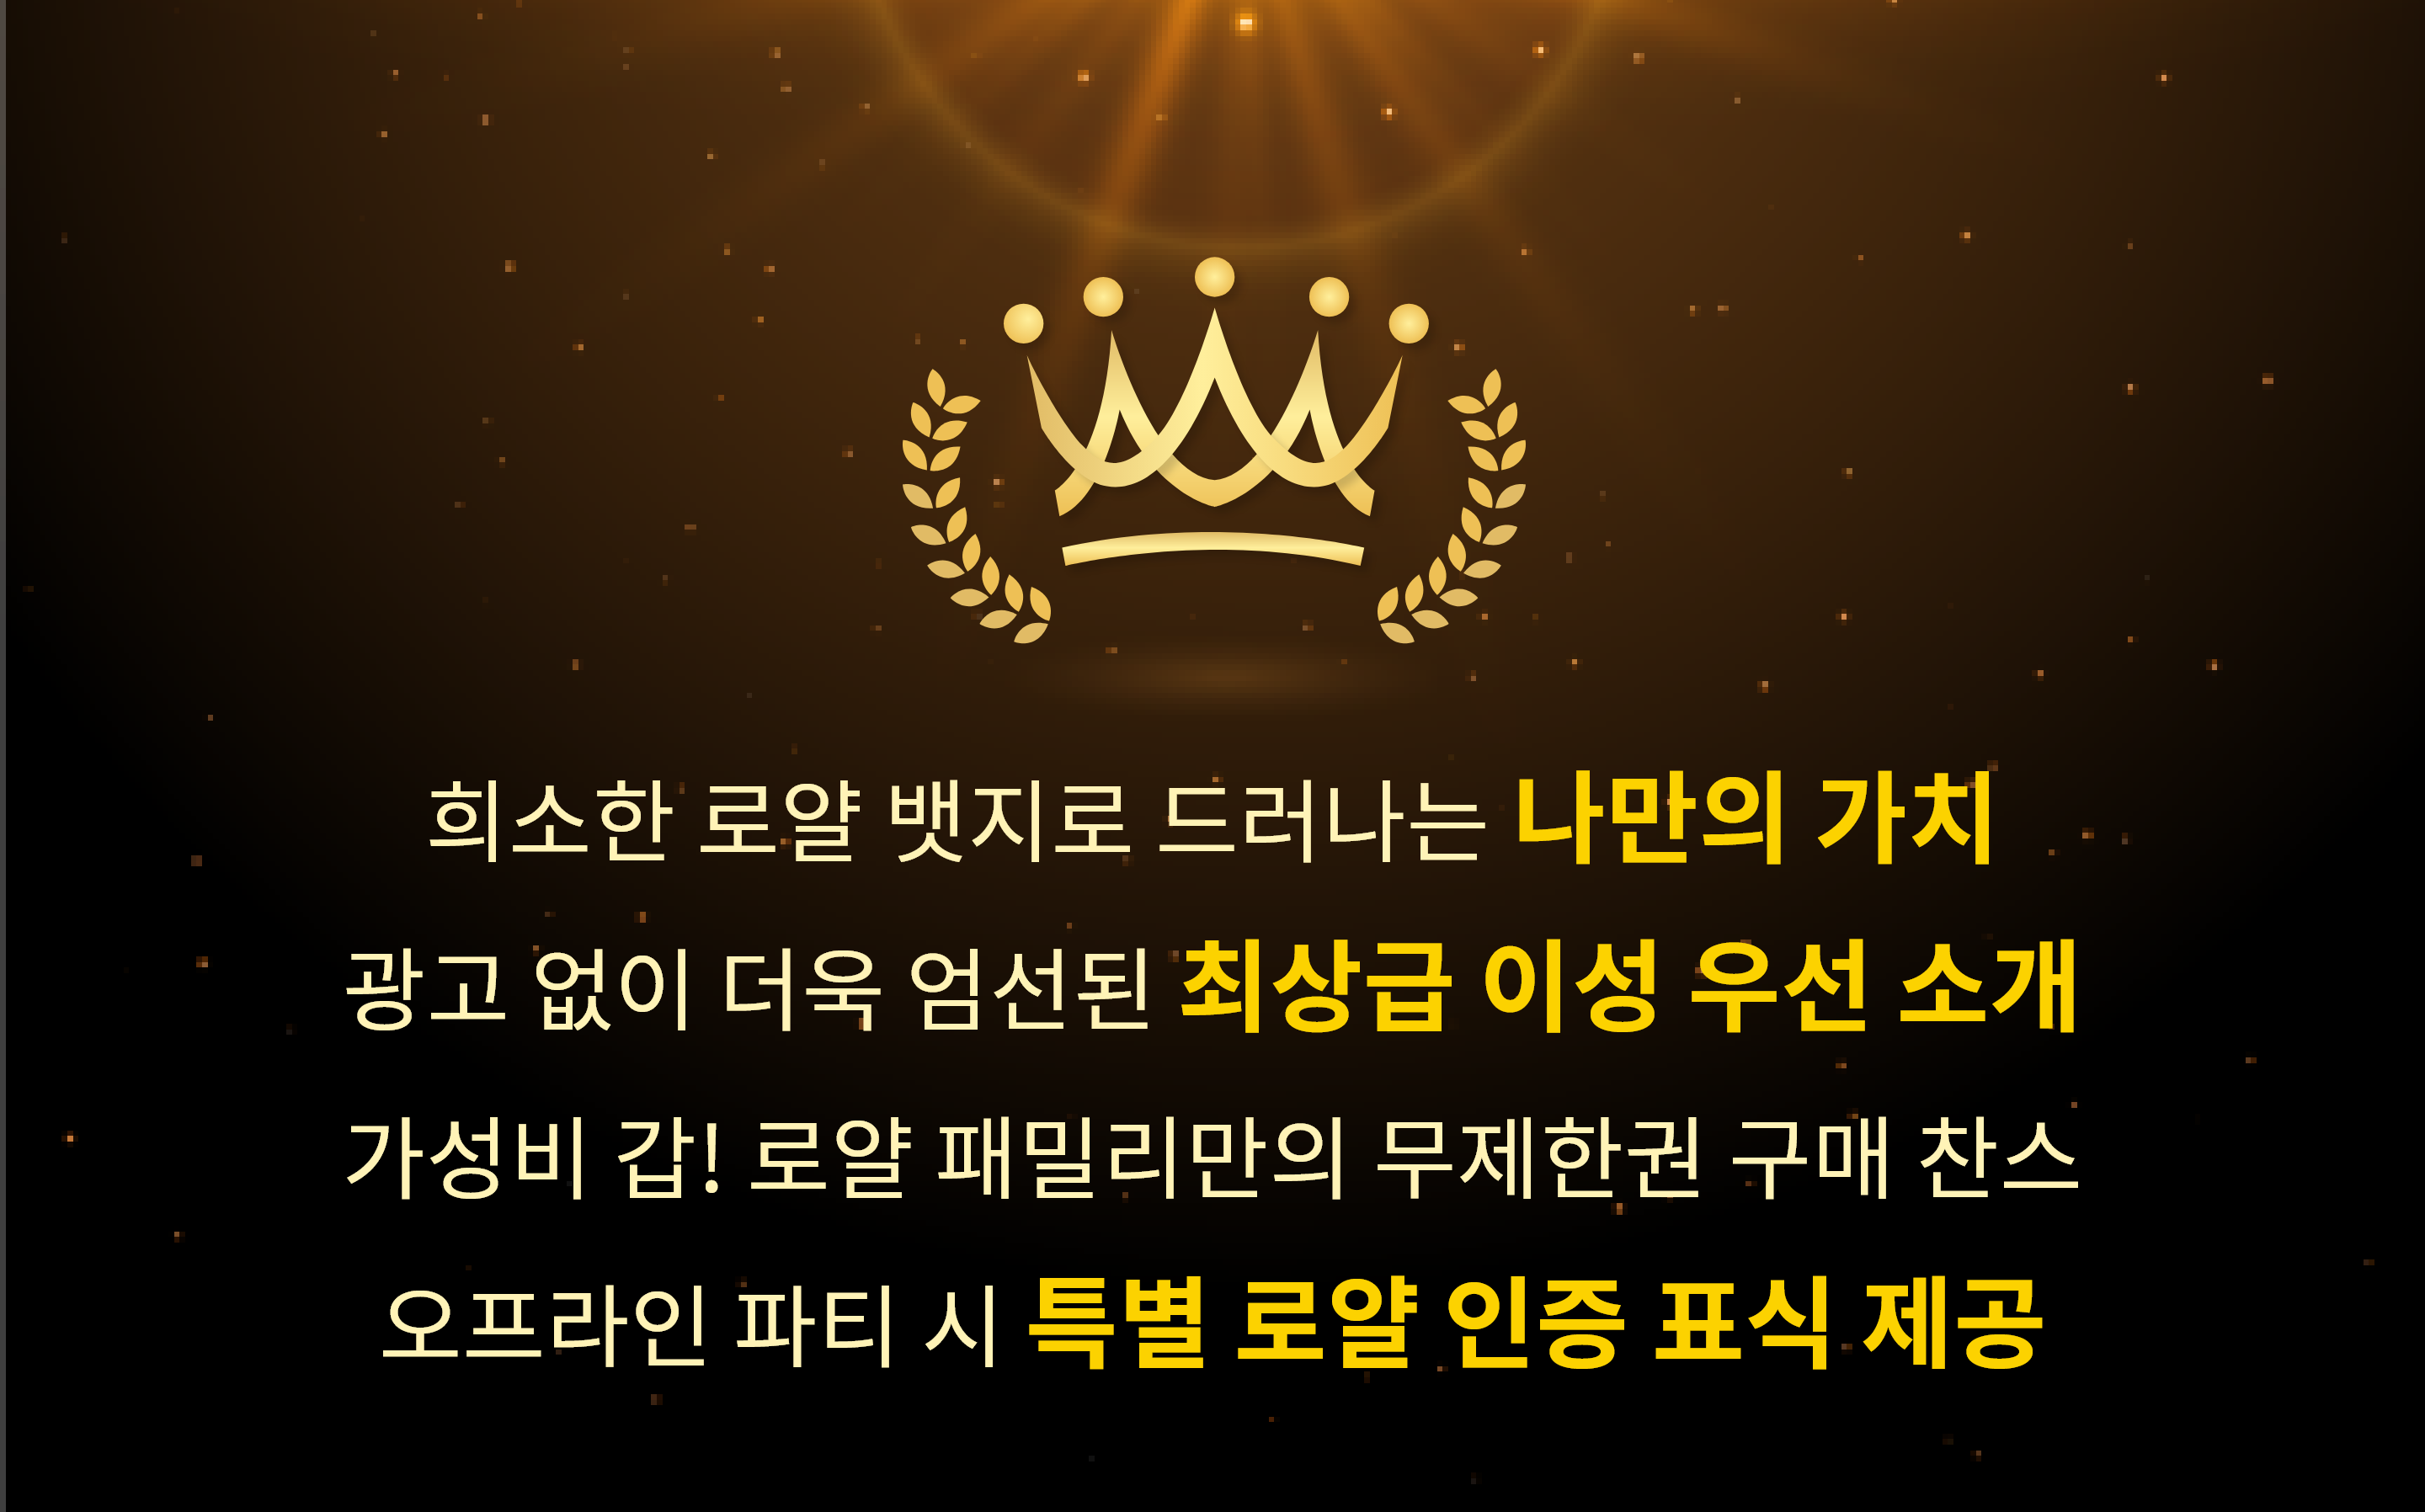 희소한 로얄 뱃지로 드러나는 나만의 가치
광고 없이 더욱 엄선된 최상급 이성 우선 소개
가성비 갑! 로얄 패밀리만의 무제한권 구매 찬스
오프라인 파티 시 특별 로얄 인증 표식 제공